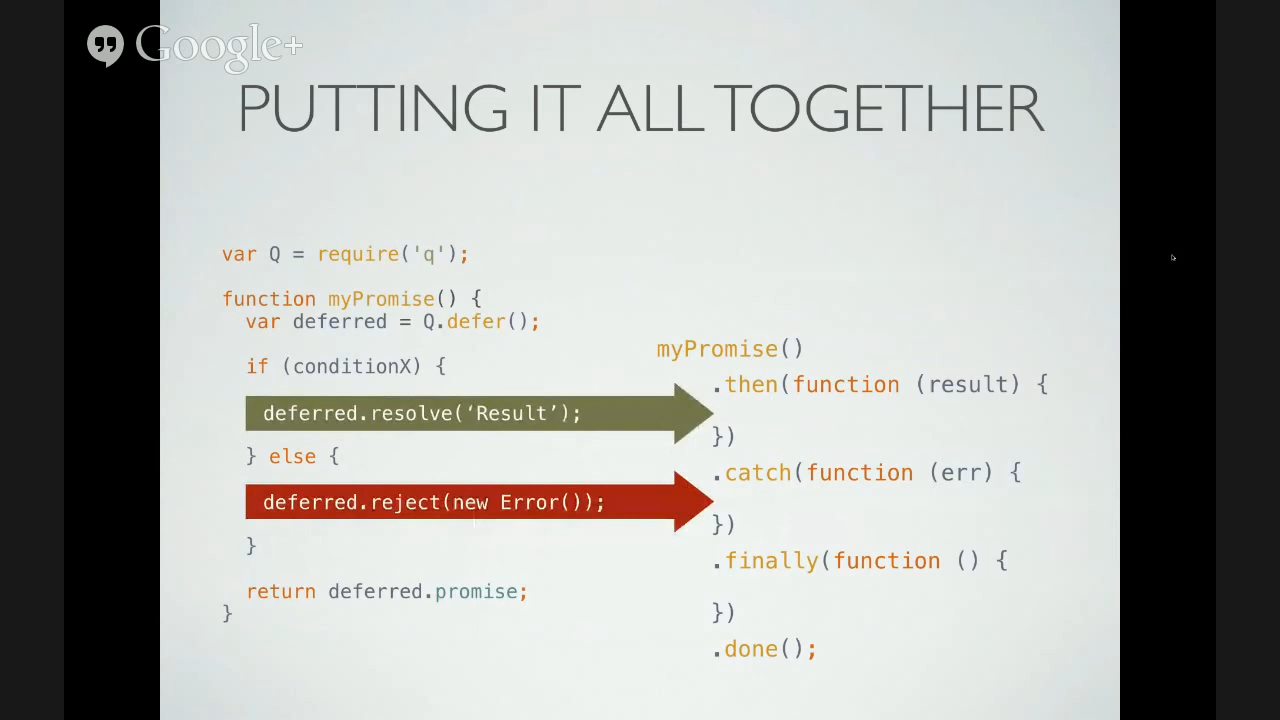 Google+
PUTTING IT ALL TOGETHER
var Q = require('q');
function myPromise() {
var deferred = Q.defer();
if (conditionX) {
deferred.resolve(‘Result’);
} else {
deferred.reject(new Error());
}
return deferred.promise;
}
myPromise()
.then(function (result) {
})
.catch(function (err) {
})
.finally(function () {
})
.done();